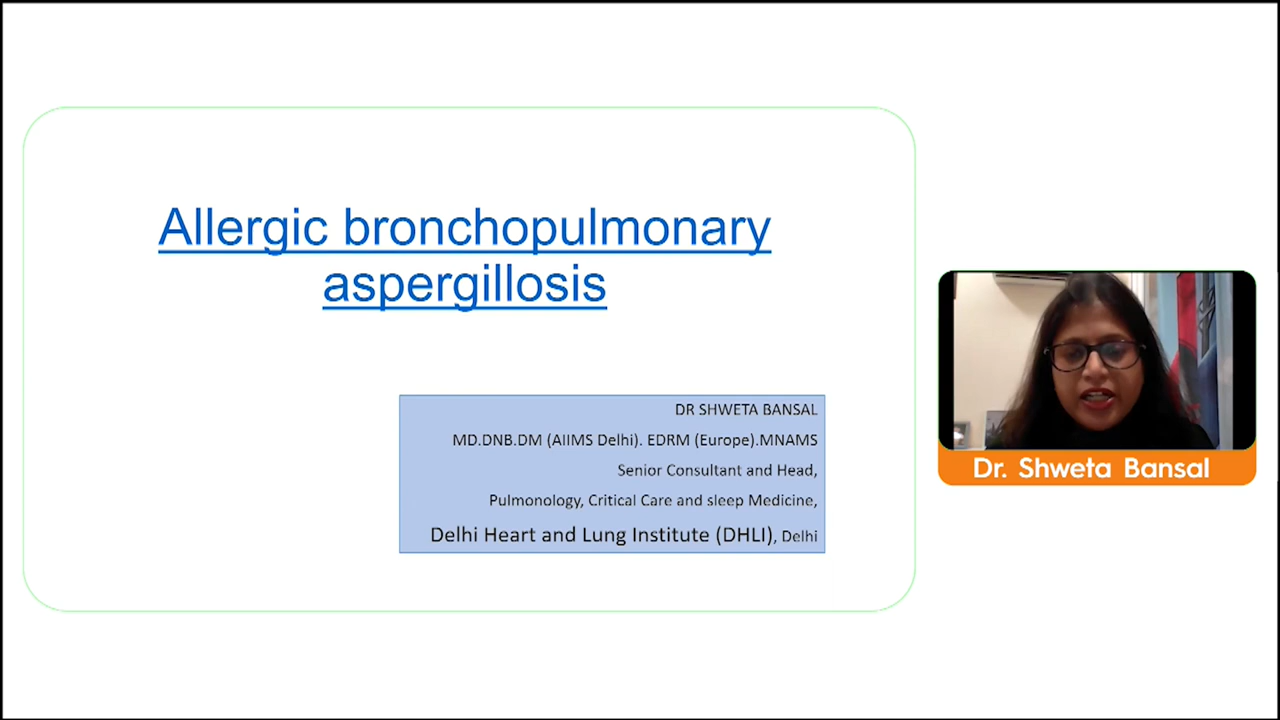 Allergic bronchopulmonary
aspergillosis
DR SHWETA BANSAL
MD.DNB.DM (AIIMS Delhi). EDRM (Europe).MNAMS
Senior Consultant and Head,
Pulmonology, Critical Care and sleep Medicine,
Delhi Heart and Lung Institute (DHLI), Delhi
Dr. Shweta Bansal